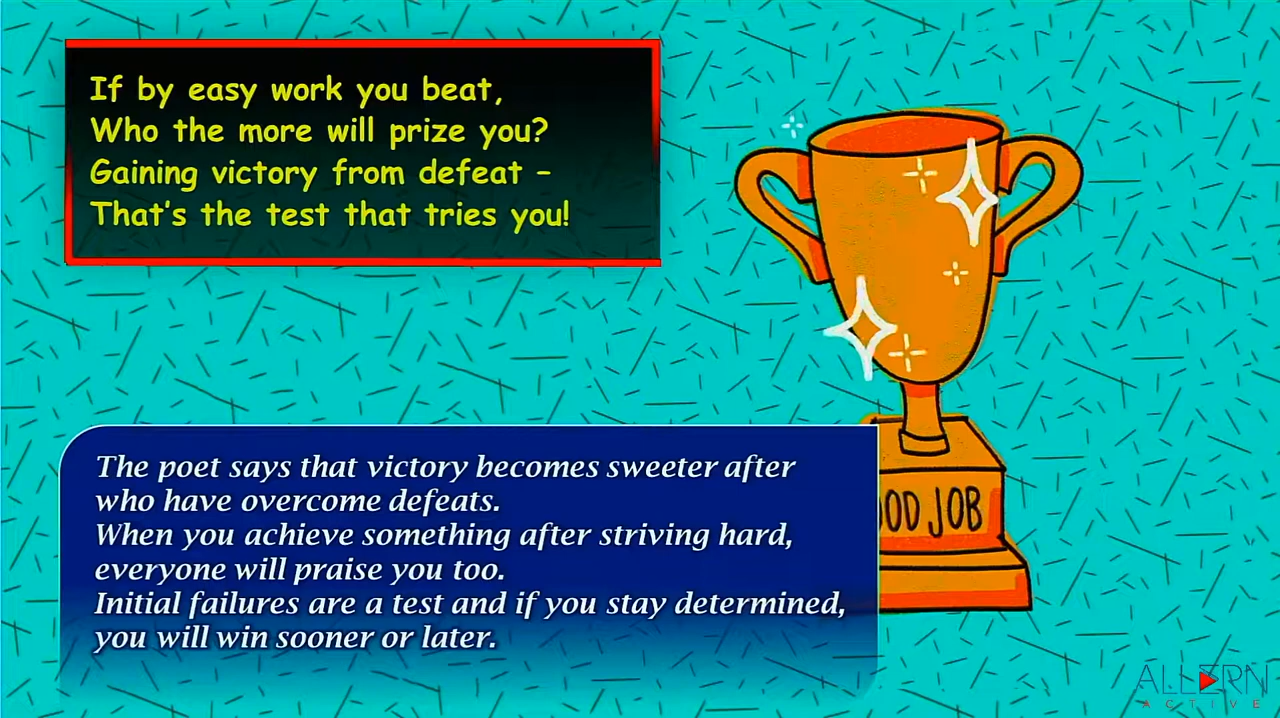 If by easy work you beat,
Who the more will prize you?
Gaining victory from defeat –
That's the test that tries you!
The poet says that victory becomes sweeter after
who have overcome defeats.
When you achieve something after striving hard,
everyone will praise you too.
Initial failures are a test and if you stay determined,
you will win sooner or later.
OOD JOB
ALLERN
ACTIVE